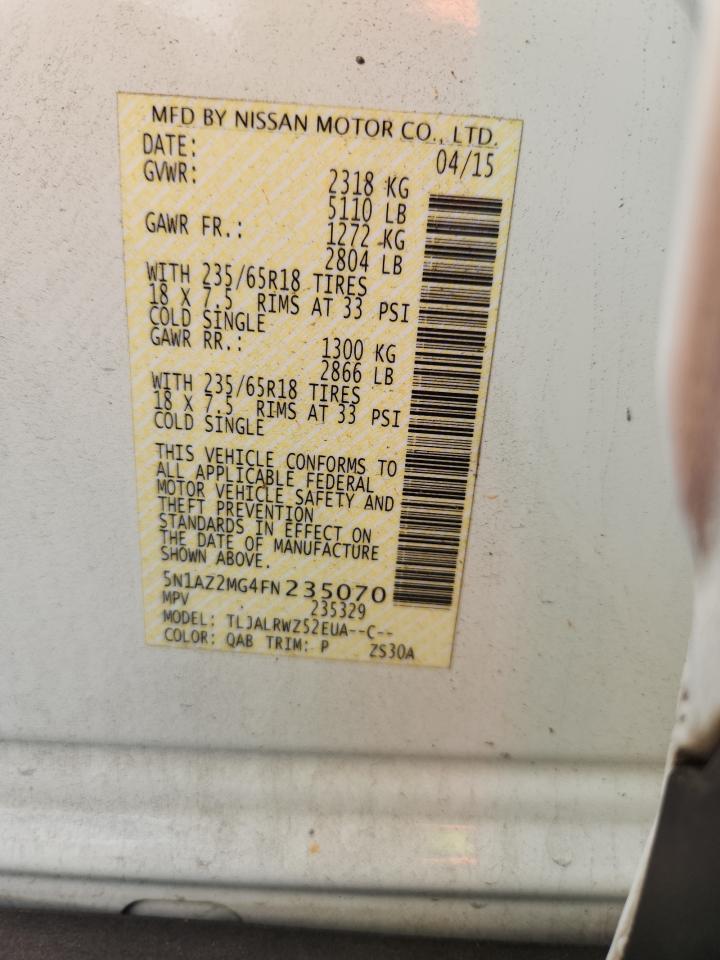 MFD BY NISSAN MOTOR CO., LTD.
DATE: 04/15
GVWR: 2318 KG
5110 LB
GAWR FR.: 1272 KG
2804 LB
WITH 235/65R18 TIRES
18 X 7.5 RIMS AT 33 PSI
COLD SINGLE
GAWR RR.: 1300 KG
2866 LB
WITH 235/65R18 TIRES
18 X 7.5 RIMS AT 33 PSI
COLD SINGLE
THIS VEHICLE CONFORMS TO
ALL APPLICABLE FEDERAL
MOTOR VEHICLE SAFETY AND
THEFT PREVENTION
STANDARDS IN EFFECT ON
THE DATE OF MANUFACTURE
SHOWN ABOVE.
5N1AZ2MG4FN235070
MPV 235329
MODEL: TLJALRWZ52EUA--C--
COLOR: QAB TRIM: P ZS30A